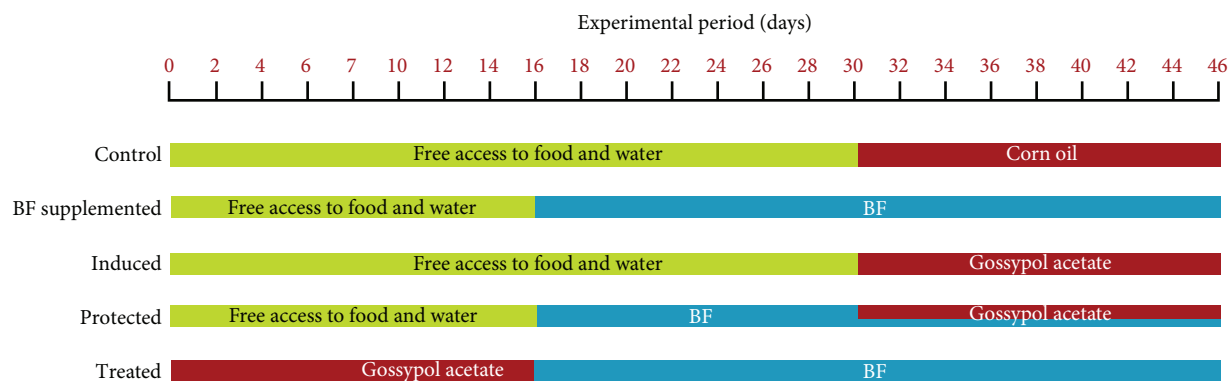 Experimental period (days)
0 2 4 6 7 10 12 14 16 18 20 22 24 26 28 30 32 34 36 38 40 42 44 46
Control Free access to food and water Corn oil
BF supplemented Free access to food and water BF
Induced Free access to food and water Gossypol acetate
Protected Free access to food and water BF Gossypol acetate
Treated Gossypol acetate BF